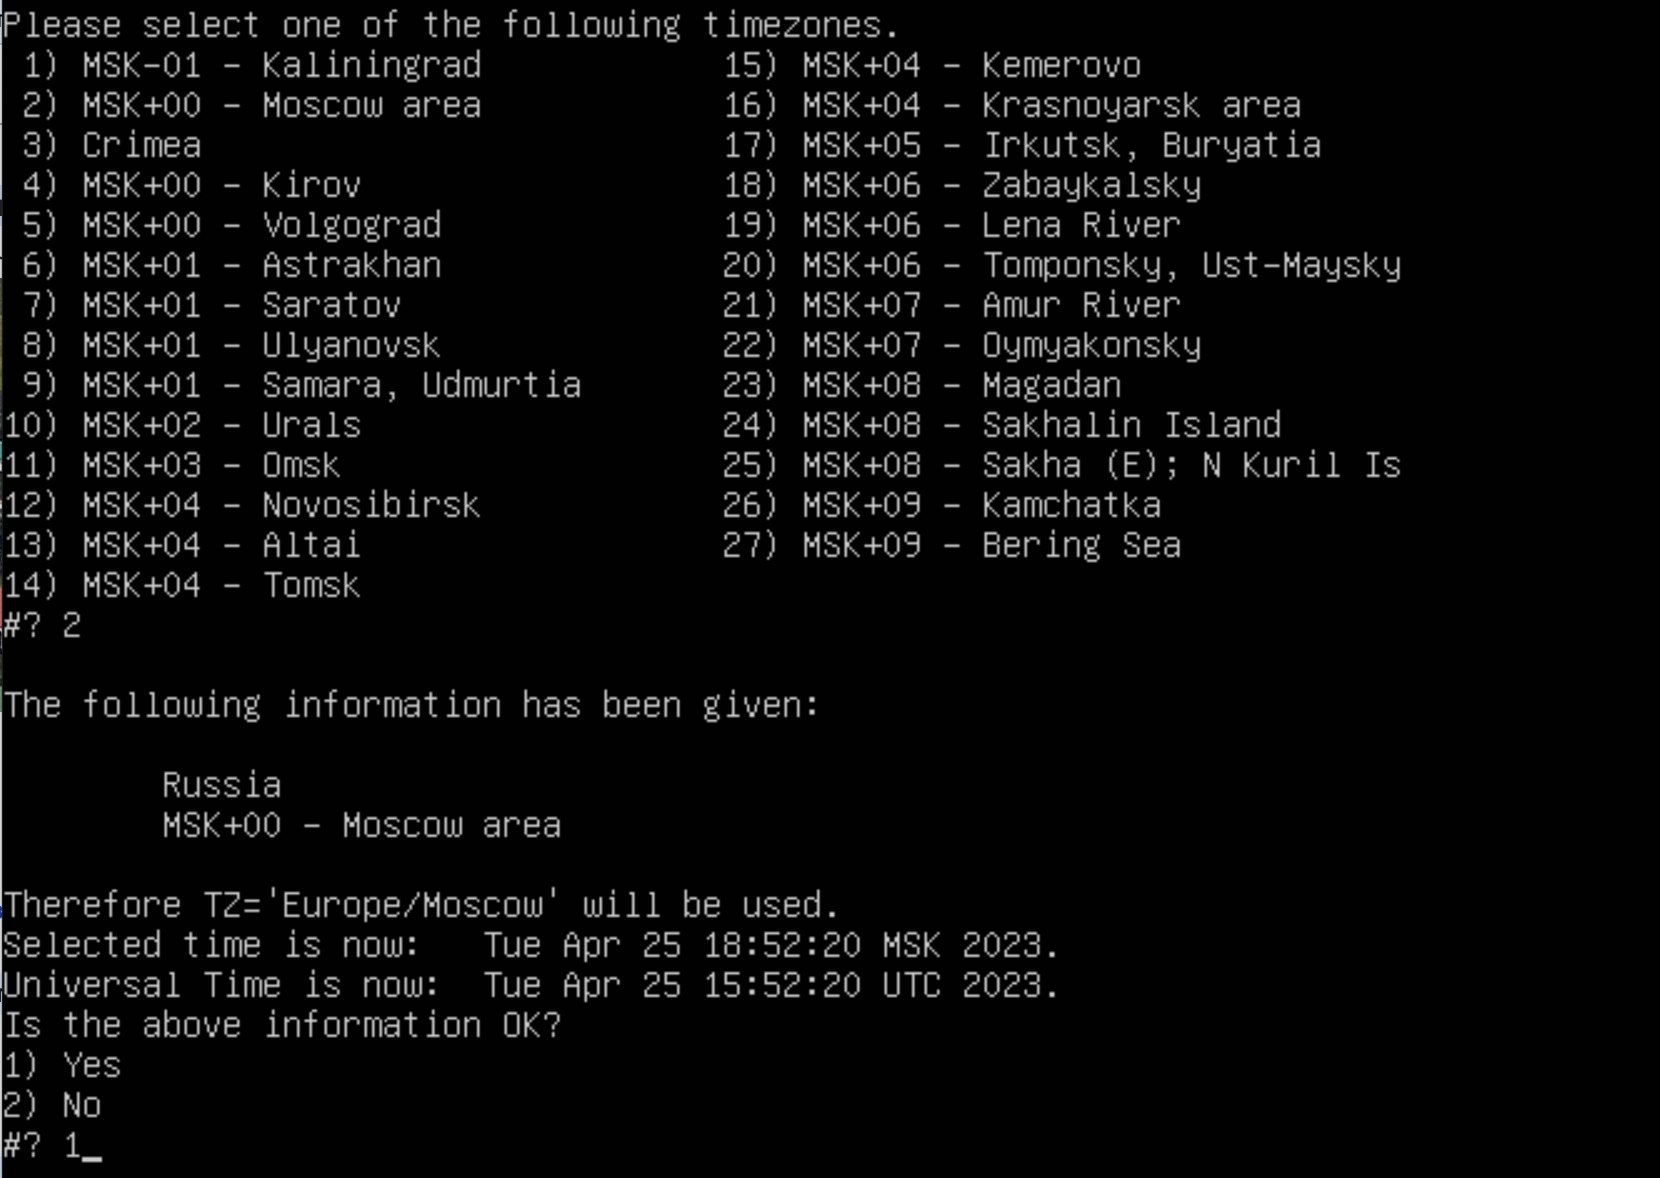 Please select one of the following timezones.
 1) MSK-01 - Kaliningrad            15) MSK+04 - Kemerovo
 2) MSK+00 - Moscow area            16) MSK+04 - Krasnoyarsk area
 3) Crimea                          17) MSK+05 - Irkutsk, Buryatia
 4) MSK+00 - Kirov                  18) MSK+06 - Zabaykalsky
 5) MSK+00 - Volgograd              19) MSK+06 - Lena River
 6) MSK+01 - Astrakhan              20) MSK+06 - Tomponsky, Ust-Maysky
 7) MSK+01 - Saratov                21) MSK+07 - Amur River
 8) MSK+01 - Ulyanovsk              22) MSK+07 - Oymyakonsky
 9) MSK+01 - Samara, Udmurtia       23) MSK+08 - Magadan
10) MSK+02 - Urals                  24) MSK+08 - Sakhalin Island
11) MSK+03 - Omsk                   25) MSK+08 - Sakha (E); N Kuril Is
12) MSK+04 - Novosibirsk            26) MSK+09 - Kamchatka
13) MSK+04 - Altai                  27) MSK+09 - Bering Sea
14) MSK+04 - Tomsk
#? 2

The following information has been given:

        Russia
        MSK+00 - Moscow area

Therefore TZ='Europe/Moscow' will be used.
Selected time is now:   Tue Apr 25 18:52:20 MSK 2023.
Universal Time is now:  Tue Apr 25 15:52:20 UTC 2023.
Is the above information OK?
1) Yes
2) No
#? 1_